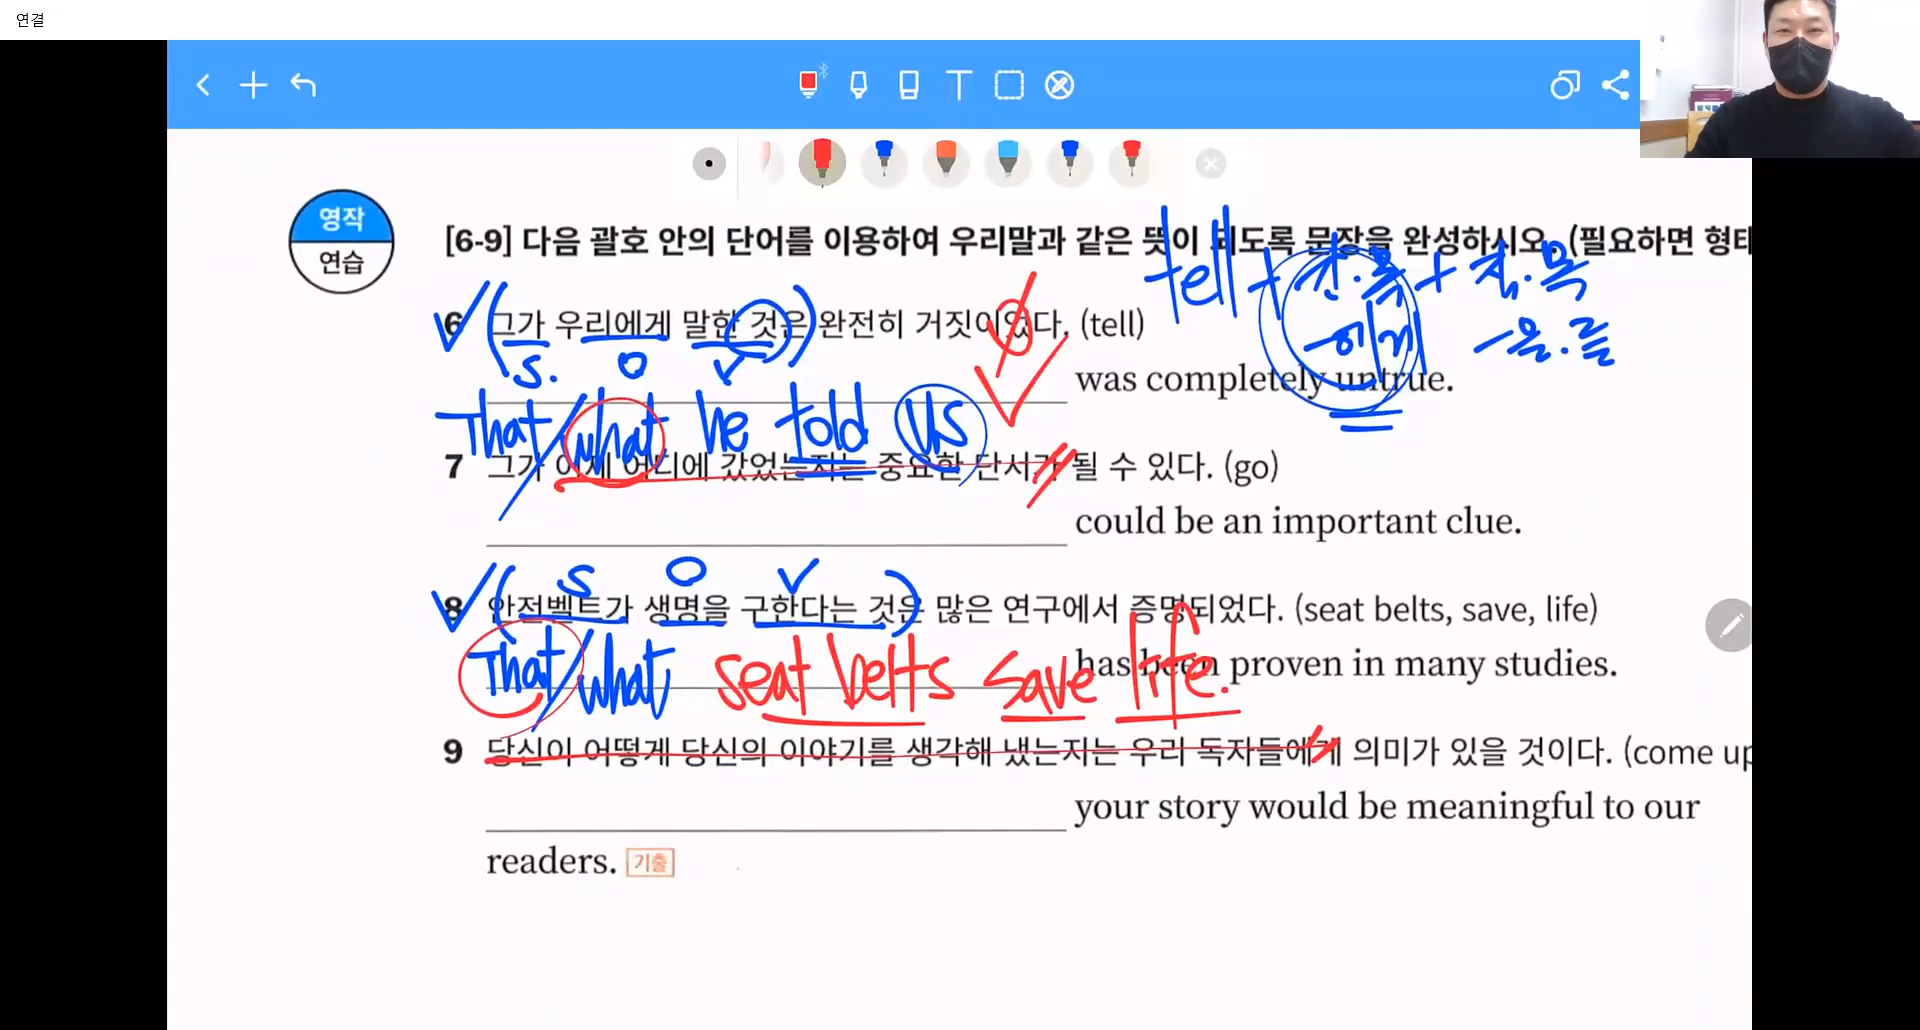 연결
영작
연습
[6-9] 다음 괄호 안의 단어를 이용하여 우리말과 같은 뜻이 되도록 문장을 완성하시오. (필요하면 형태
tell + 간.목 + 직.목
-에게 -을.를
6 그가 우리에게 말한 것은 완전히 거짓이었다. (tell)
S. O V
was completely untrue.
That / what he told us
7 그가 어제 어디에 갔었는지는 중요한 단서가 될 수 있다. (go)
could be an important clue.
S O V
8 안전벨트가 생명을 구한다는 것은 많은 연구에서 증명되었다. (seat belts, save, life)
That / what seat belts save life.
has been proven in many studies.
9 당신이 어떻게 당신의 이야기를 생각해 냈는지는 우리 독자들에게 의미가 있을 것이다. (come up
your story would be meaningful to our
readers. 기출